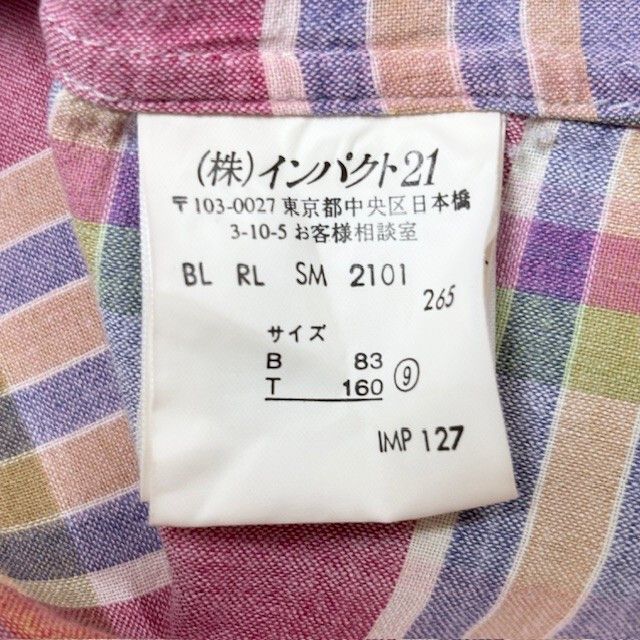 (株)インパクト21
〒103-0027 東京都中央区日本橋
3-10-5 お客様相談室
BL RL SM 2101
265
サイズ
B 83
T 160 ⑨
IMP 127